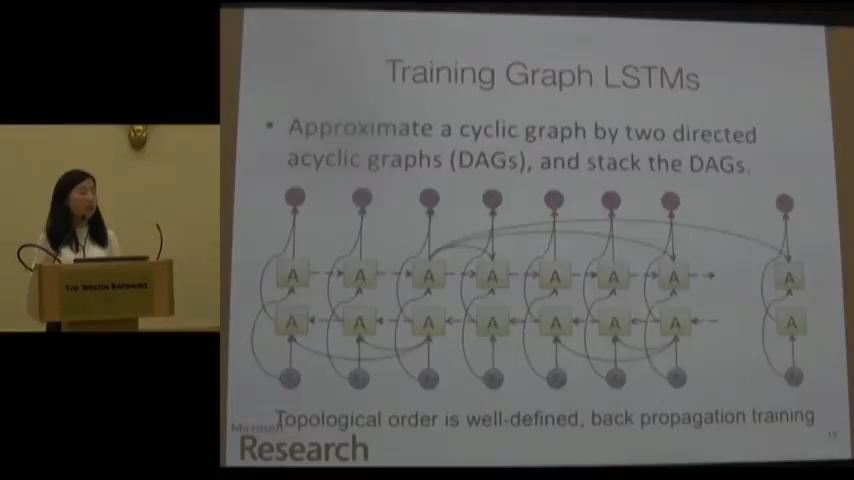 Training Graph LSTMs
• Approximate a cyclic graph by two directed
acyclic graphs (DAGs), and stack the DAGs.
A A A A A A A A
A A A A A A A A
Topological order is well-defined, back propagation training
Microsoft
Research
THE WESTIN